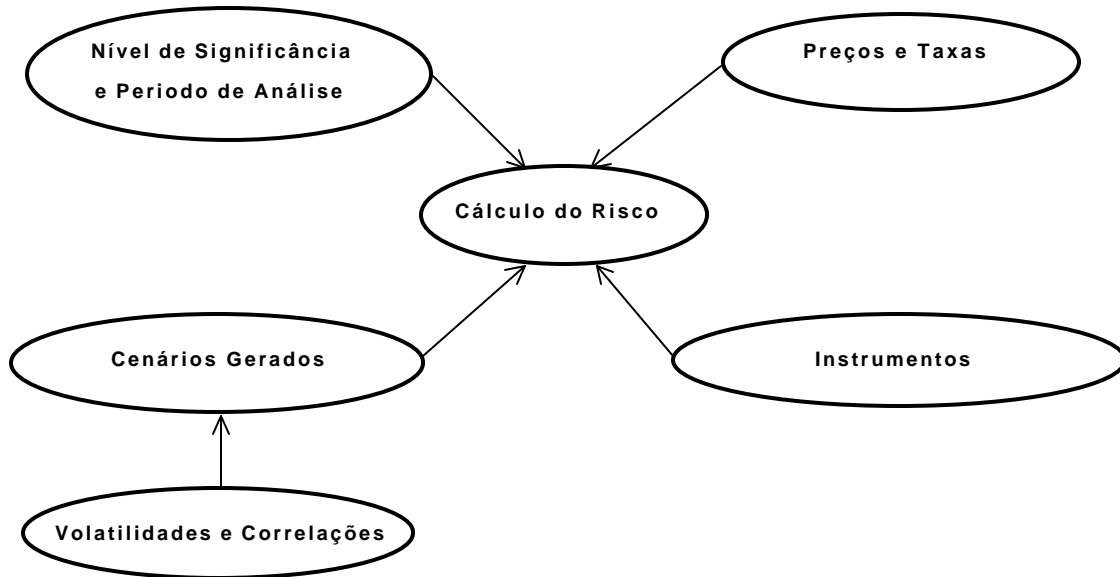 Nível de Significância
e Periodo de Análise
Preços e Taxas
Cálculo do Risco
Cenários Gerados
Instrumentos
Volatilidades e Correlações